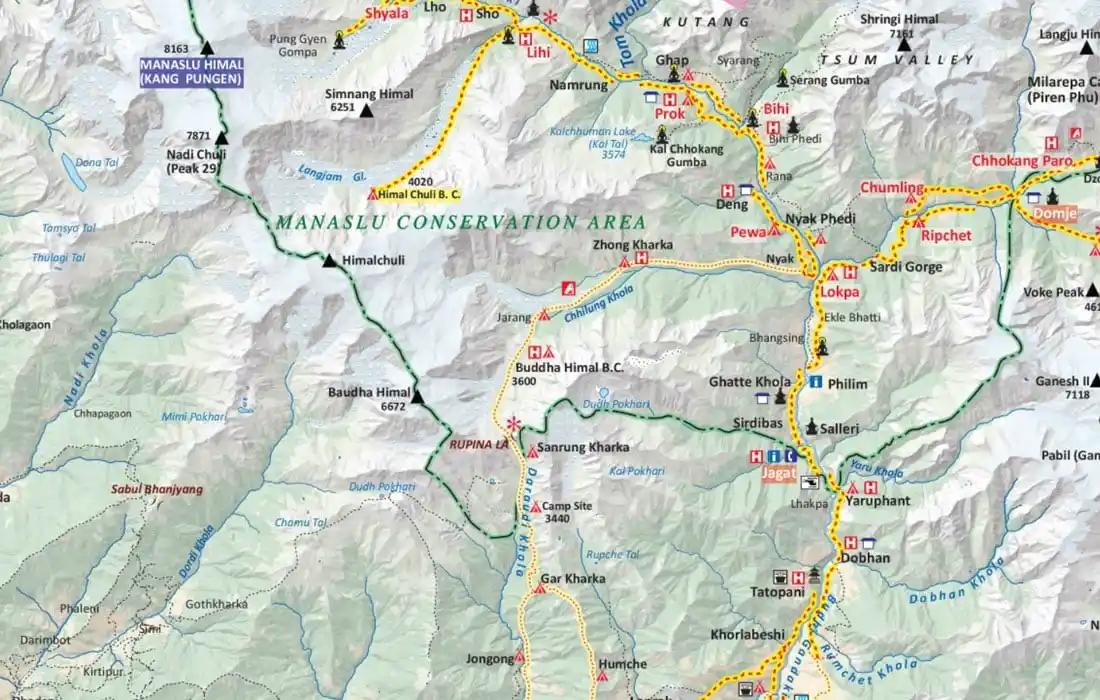 Shyala
Lho
Sho
Pung Gyen
Gompa
Lihi
Tom Khola
KUTANG
Shringi Himal
7161
Langju Him
8163
MANASLU HIMAL
(KANG PUNGEN)
Simnang Himal
6251
Namrung
Ghap
Syarang
TSUM VALLEY
Serang Gumba
Milarepa Ca
(Piren Phu)
Prok
Bihi
Bihi Phedi
7871
Nadi Chuli
(Peak 29)
Kalchhuman Lake
(Kal Tal)
3574
Kal Chhokang
Gumba
Chhokang Paro
Dona Tal
Langjam Gl.
4020
Himal Chuli B. C.
Rana
Chumling
Dzo
Deng
Domje
MANASLU CONSERVATION AREA
Nyak Phedi
Pewa
Ripchet
Tamsya Tal
Thulagi Tal
Himalchuli
Zhong Kharka
Nyak
Sardi Gorge
Lokpa
Voke Peak
461
Kholagaon
Jarang
Chhilung Khola
Ekle Bhatti
Nadi Khola
Bhangsing
Buddha Himal B.C.
3600
Ghatte Khola
Philim
Ganesh II
7118
Baudha Himal
6672
Chhapagaon
Mimi Pokhari
Dudh Pokhari
Sirdibas
Salleri
RUPINA LA
Sanrung Kharka
Pabil (Gan
Kal Pokhari
Jagat
Yaru Khola
Sabul Bhanjyang
Dudh Pokhari
Lhakpa
Yaruphant
da
Camp Site
3440
Chamu Tal
Daraudi Khola
Dordi Khola
Rupche Tal
Dobhan
Gar Kharka
Tatopani
Dobhan Khola
Phaleni
Gothkharka
Simi
Darimbot
Kirtipur
Khorlabeshi
Budhi Gandaki
Rumchet Khola
Jongong
Humche